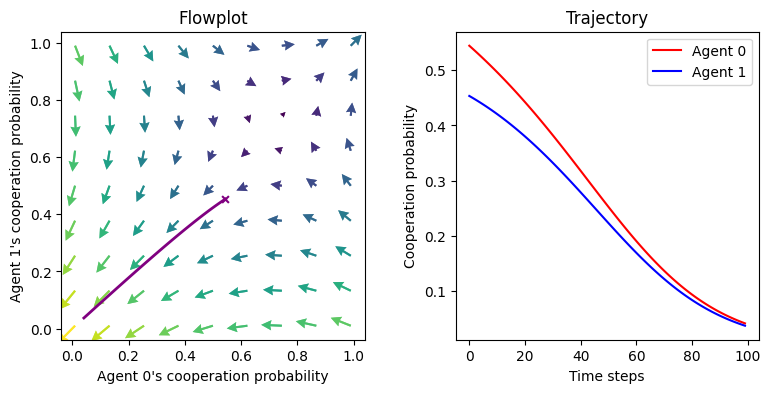 Flowplot
Agent 1's cooperation probability
1.0
0.8
0.6
0.4
0.2
0.0
0.0 0.2 0.4 0.6 0.8 1.0
Agent 0's cooperation probability
Trajectory
Cooperation probability
0.5
0.4
0.3
0.2
0.1
Agent 0
Agent 1
0 20 40 60 80 100
Time steps